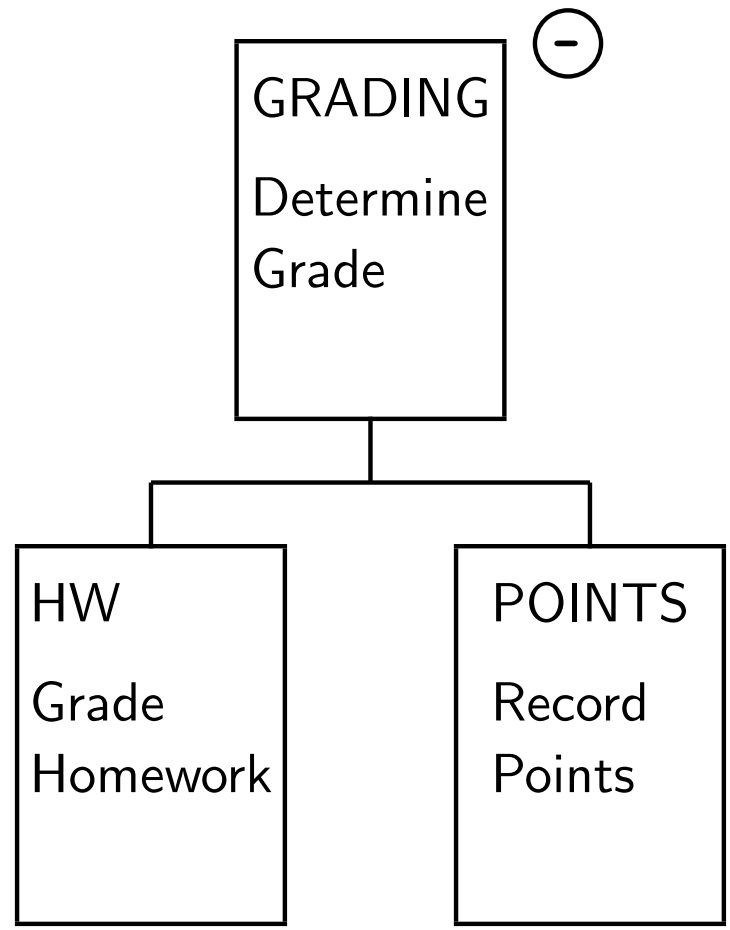 -
GRADING
Determine
Grade
HW
Grade
Homework
POINTS
Record
Points